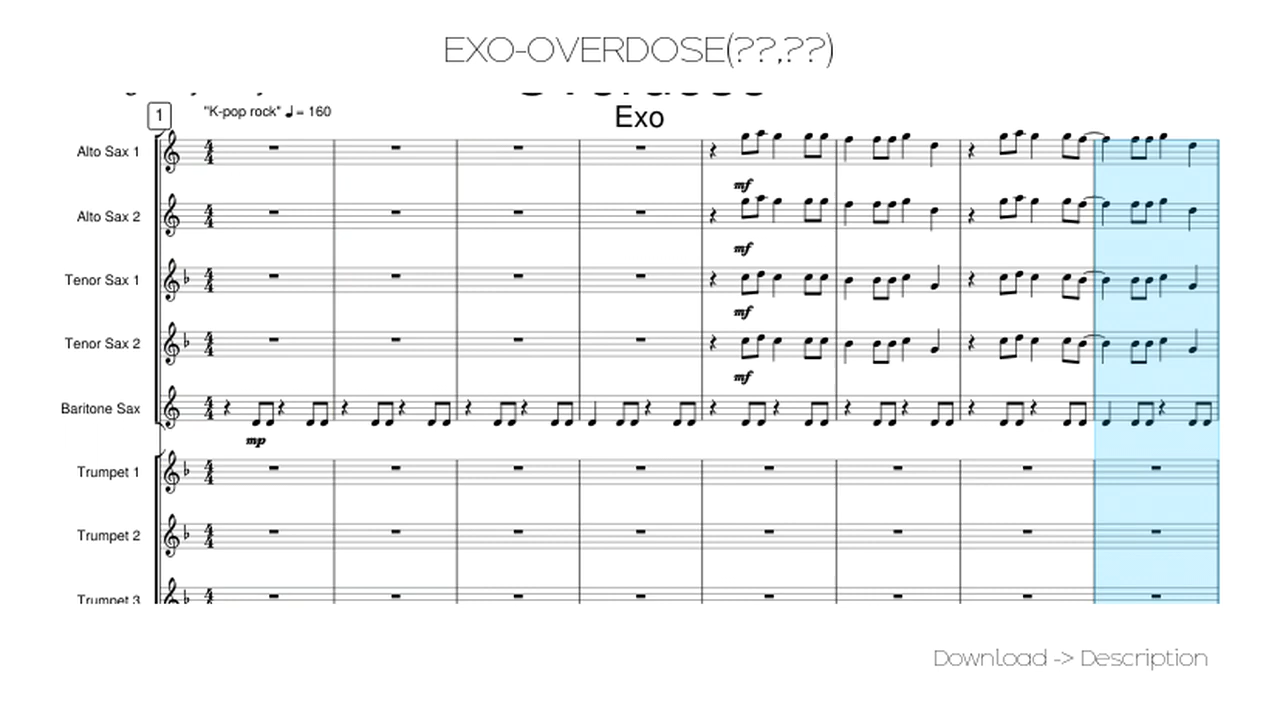 EXO-OVERDOSE(??,??)
1
"K-pop rock" ♩= 160
Exo
Alto Sax 1
mf
Alto Sax 2
mf
Tenor Sax 1
mf
Tenor Sax 2
mf
Baritone Sax
mp
Trumpet 1
Trumpet 2
Trumpet 3
Download -> Description